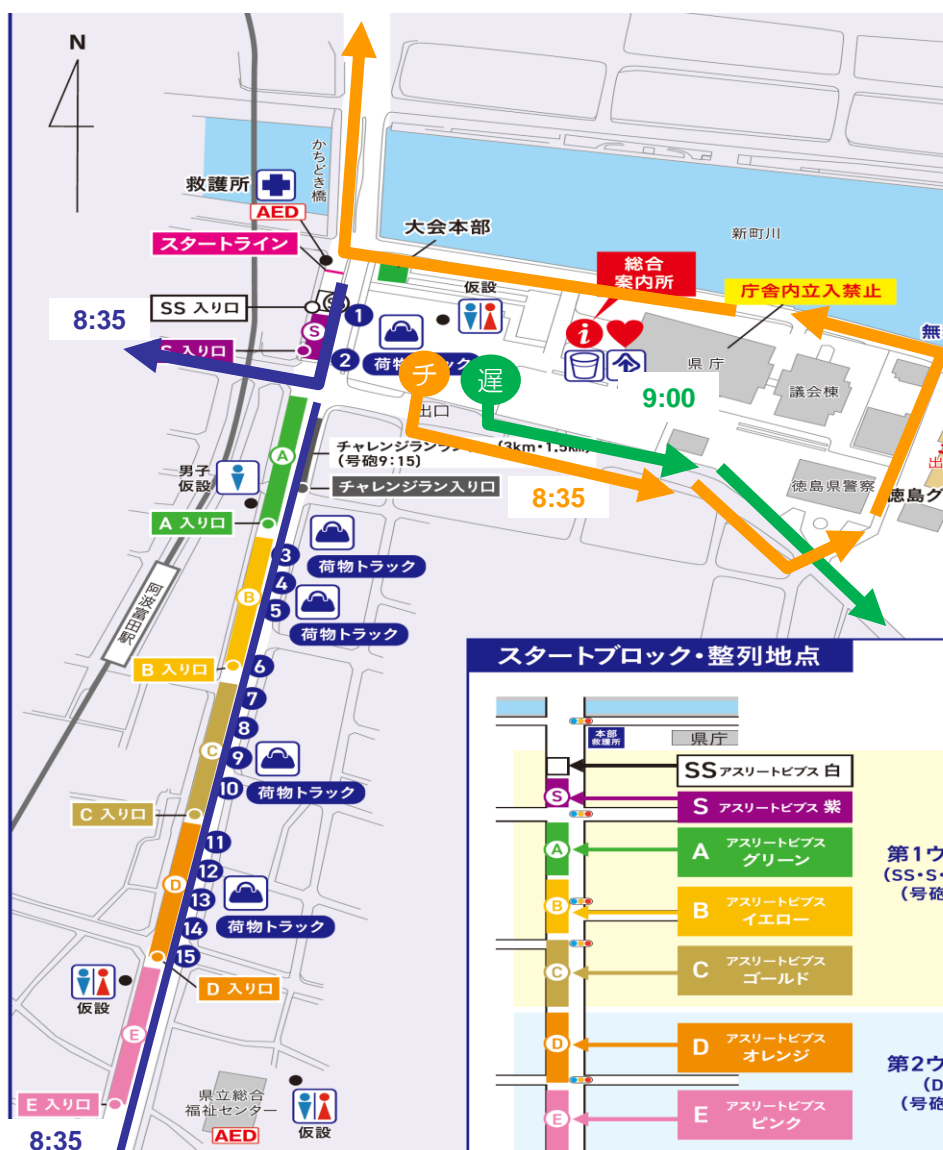 N
かちどき橋
救護所
AED
大会本部
新町川
スタートライン
総合
案内所
仮設
庁舎内立入禁止
SS 入り口
8:35
S
1
無
S 入り口
2
荷物トラック
チ
遅
県庁
議会棟
9:00
出口
チャレンジラン
(3km・1.5km)
(号砲9:15)
A
男子
仮設
チャレンジラン入り口
8:35
徳島県警察
出
徳島グ
A 入り口
3
荷物トラック
4
B
5
荷物トラック
阿波富田駅
B 入り口
6
7
8
C
9
10
荷物トラック
C 入り口
11
12
D
13
14
荷物トラック
15
D 入り口
仮設
E
県立総合
福祉センター
AED
仮設
E 入り口
8:35
スタートブロック・整列地点
本部
救護所
県庁
SS アスリートビブス 白
S
S アスリートビブス 紫
A
A アスリートビブス
グリーン
第1ウ
(SS・S・
(号砲
B
B アスリートビブス
イエロー
C
C アスリートビブス
ゴールド
D
D アスリートビブス
オレンジ
第2ウ
(D
(号砲
E
E アスリートビブス
ピンク